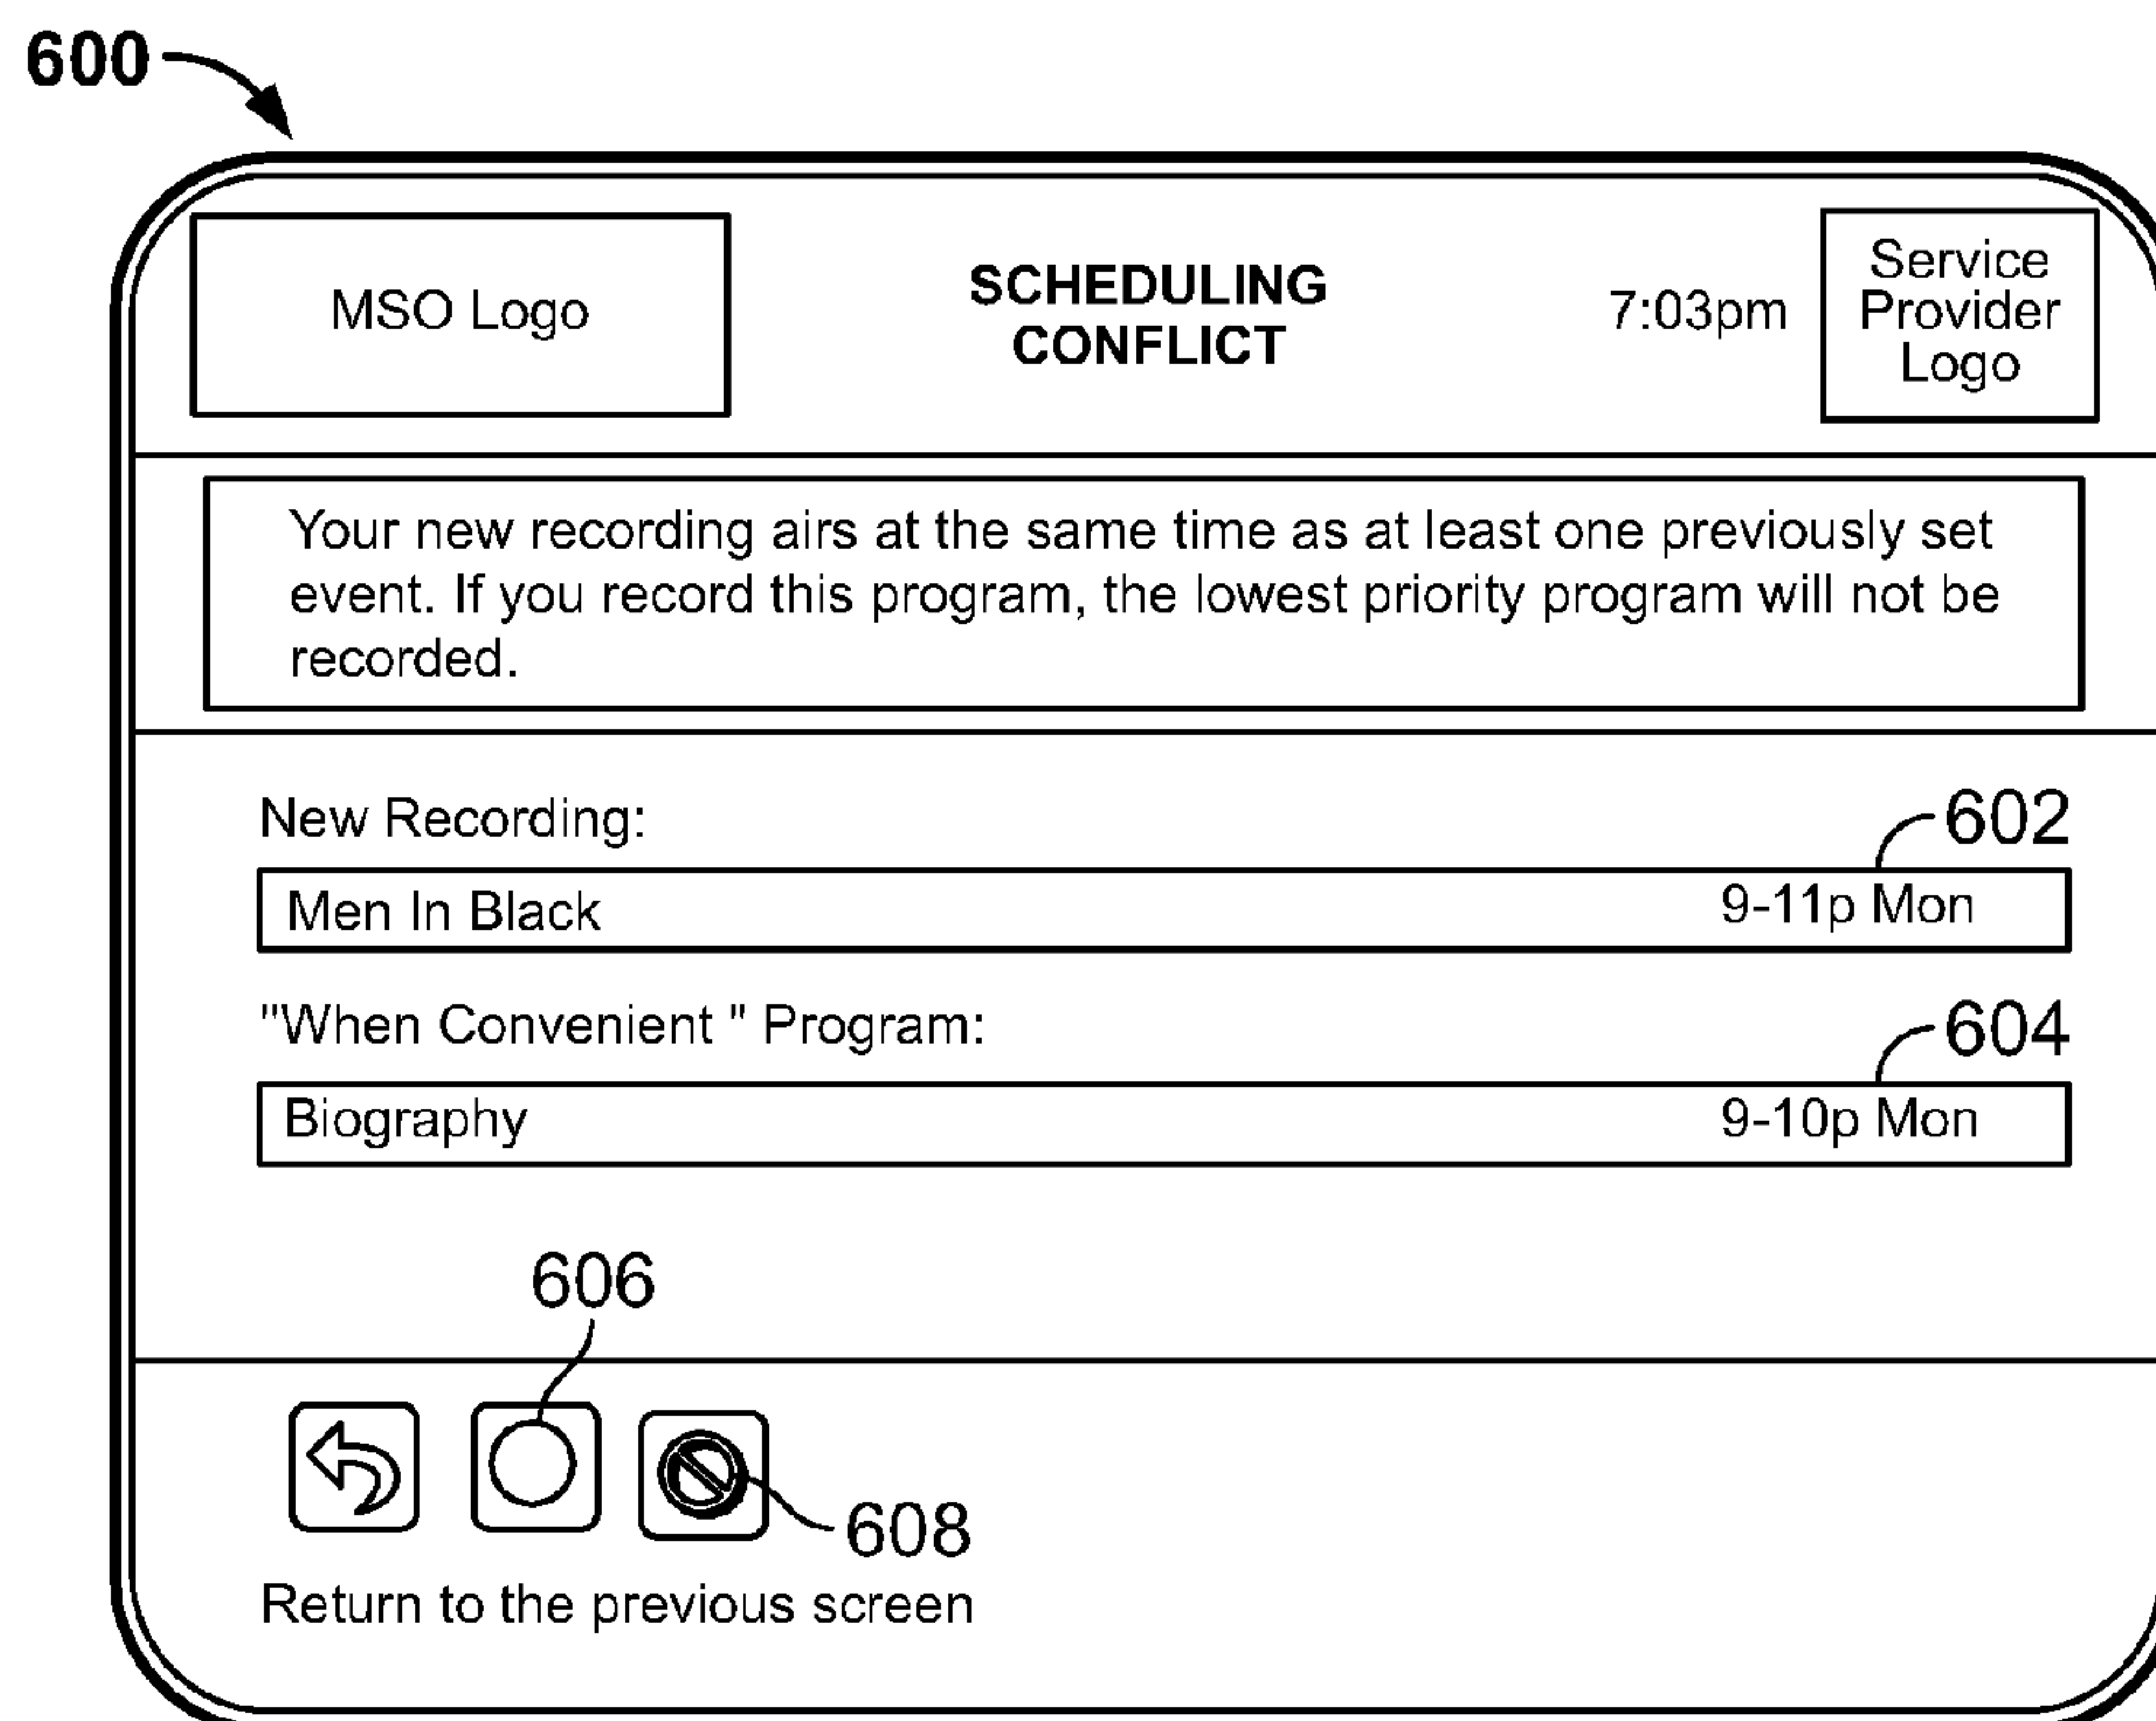 600
MSO Logo
SCHEDULING
CONFLICT
7:03pm
Service
Provider
Logo
Your new recording airs at the same time as at least one previously set
event. If you record this program, the lowest priority program will not be
recorded.
New Recording:
602
Men In Black 9-11p Mon
"When Convenient " Program:
604
Biography 9-10p Mon
606
608
Return to the previous screen